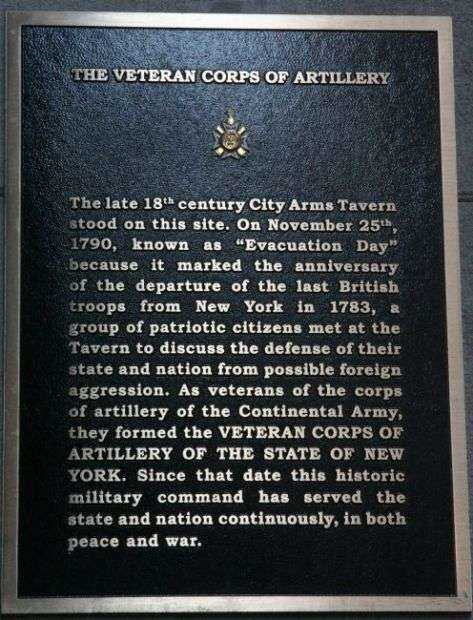 THE VETERAN CORPS OF ARTILLERY
The late 18th century City Arms Tavern
stood on this site. On November 25th,
1790, known as "Evacuation Day"
because it marked the anniversary
of the departure of the last British
troops from New York in 1783, a
group of patriotic citizens met at the
Tavern to discuss the defense of their
state and nation from possible foreign
aggression. As veterans of the corps
of artillery of the Continental Army,
they formed the VETERAN CORPS OF
ARTILLERY OF THE STATE OF NEW
YORK. Since that date this historic
military command has served the
state and nation continuously, in both
peace and war.